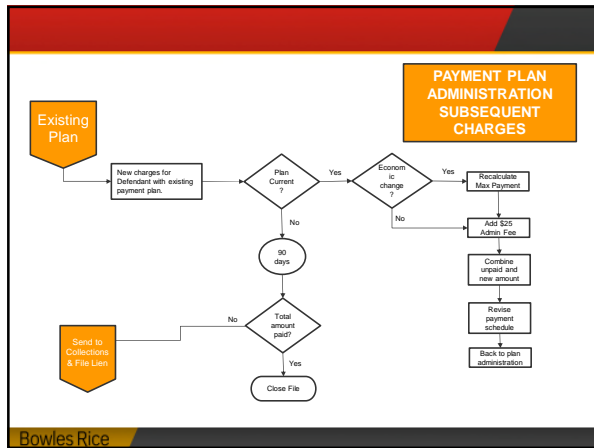 PAYMENT PLAN
ADMINISTRATION
SUBSEQUENT
CHARGES
Existing
Plan
New charges for
Defendant with existing
payment plan.
Plan
Current
?
Yes
Econom
ic
change
?
Yes
Recalculate
Max Payment
No
No
Add $25
Admin Fee
90
days
Combine
unpaid and
new amount
Total
amount
paid?
No
Revise
payment
schedule
Send to
Collections
& File Lien
Yes
Back to plan
administration
Close File
Bowles Rice